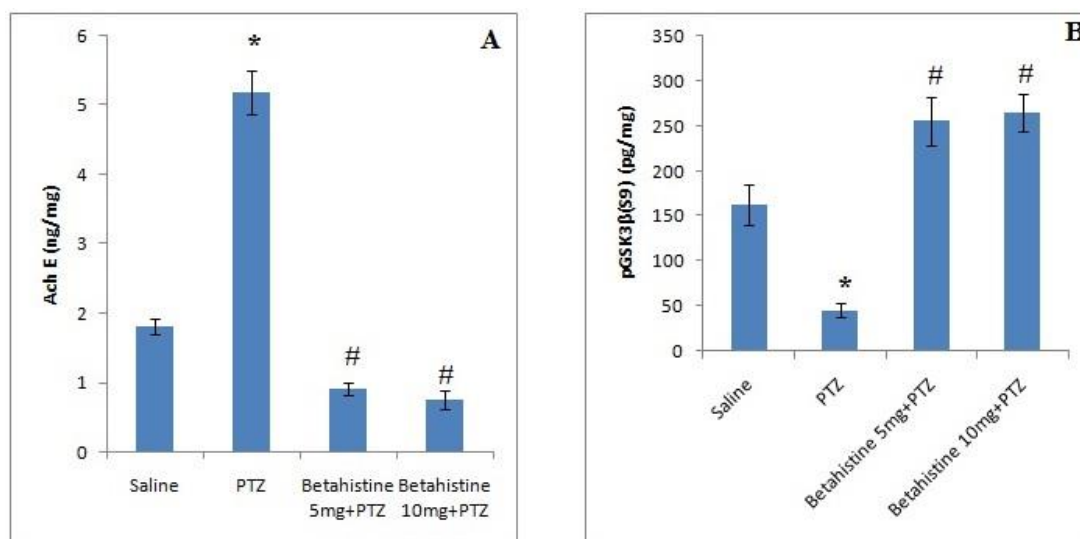 A
Ach E (ng/mg)
6
5
4
3
2
1
0
*
#
#
Saline
PTZ
Betahistine
5mg+PTZ
Betahistine
10mg+PTZ
B
pGSK3β(S9) (pg/mg)
350
300
250
200
150
100
50
0
*
#
#
Saline
PTZ
Betahistine 5mg+PTZ
Betahistine 10mg+PTZ